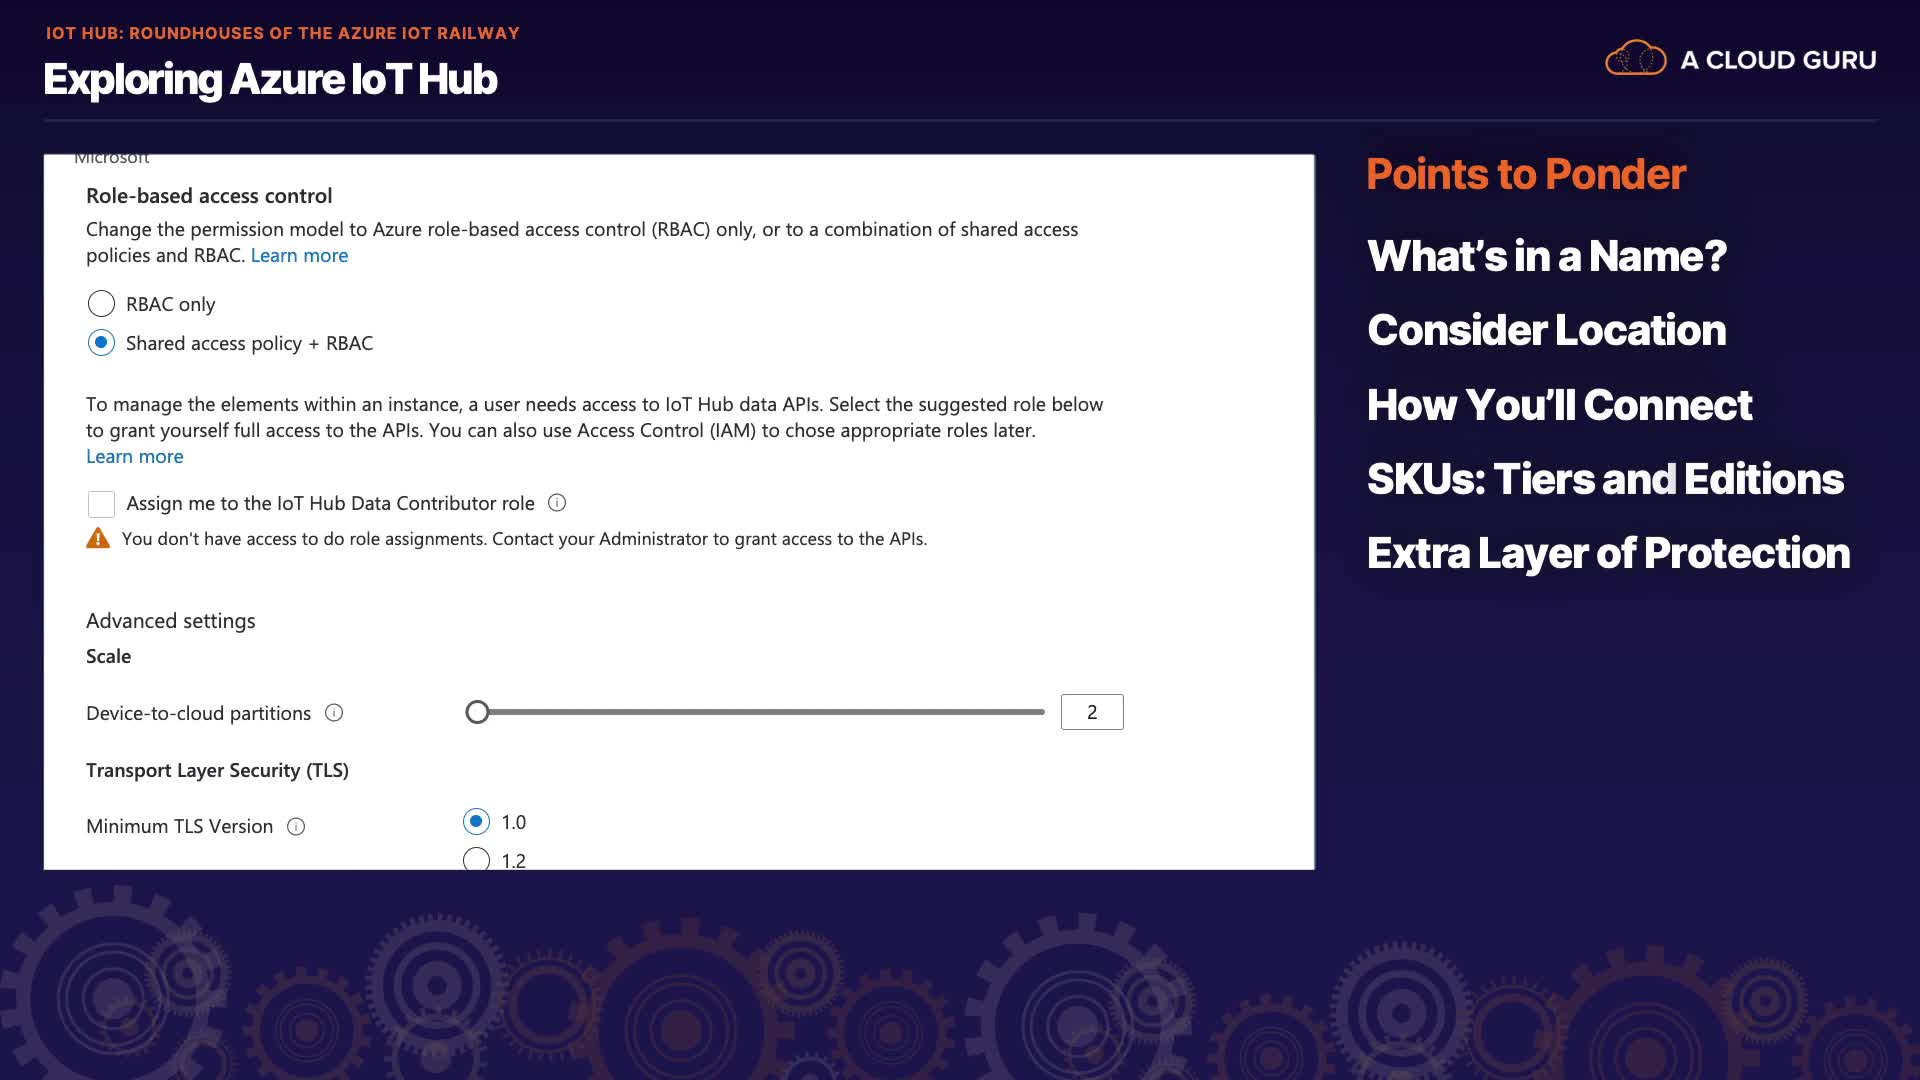 IOT HUB: ROUNDHOUSES OF THE AZURE IOT RAILWAY
Exploring Azure IoT Hub
A CLOUD GURU
Microsoft
Role-based access control
Change the permission model to Azure role-based access control (RBAC) only, or to a combination of shared access
policies and RBAC. Learn more
RBAC only
Shared access policy + RBAC
To manage the elements within an instance, a user needs access to IoT Hub data APIs. Select the suggested role below
to grant yourself full access to the APIs. You can also use Access Control (IAM) to chose appropriate roles later.
Learn more
Assign me to the IoT Hub Data Contributor role
You don't have access to do role assignments. Contact your Administrator to grant access to the APIs.
Advanced settings
Scale
Device-to-cloud partitions
2
Transport Layer Security (TLS)
Minimum TLS Version
1.0
1.2
Points to Ponder
What's in a Name?
Consider Location
How You'll Connect
SKUs: Tiers and Editions
Extra Layer of Protection